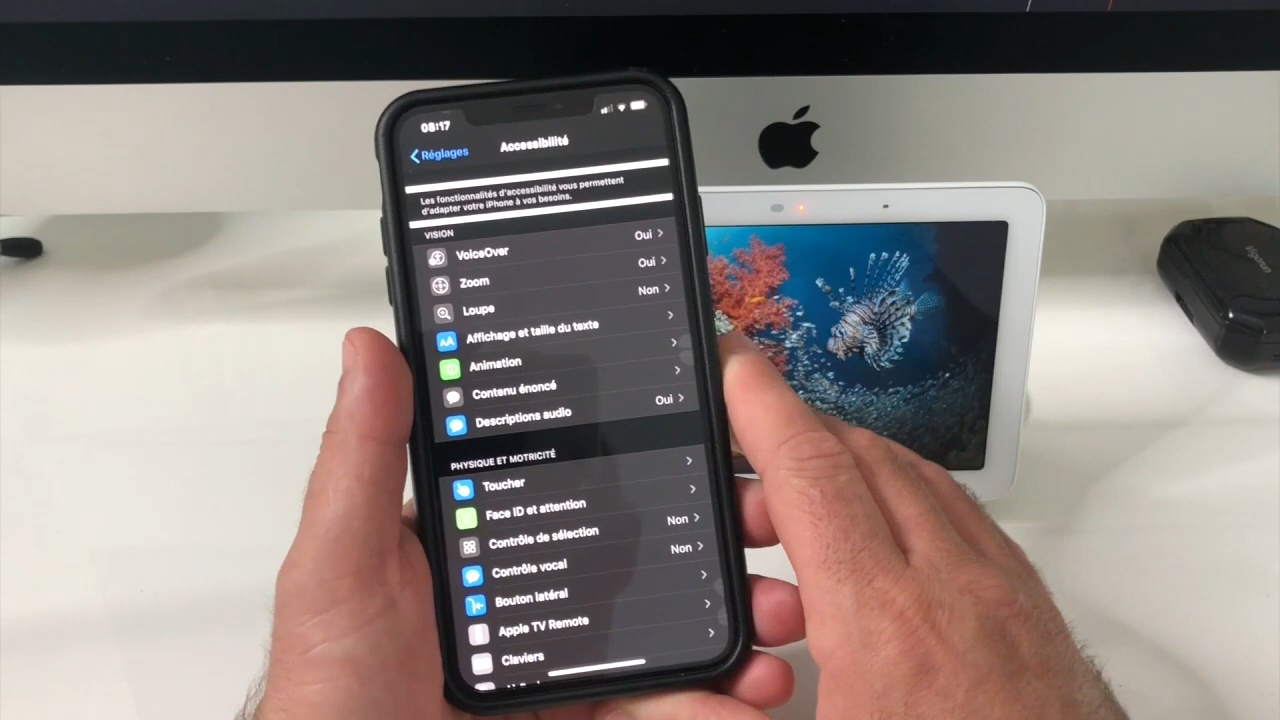 08:17
Réglages
Accessibilité
Les fonctionnalités d'accessibilité vous permettent
d'adapter votre iPhone à vos besoins.
VISION
VoiceOver Oui
Zoom Oui
Loupe Non
Affichage et taille du texte
Animation
Contenu énoncé
Descriptions audio Oui
PHYSIQUE ET MOTRICITÉ
Toucher
Face ID et attention
Contrôle de sélection Non
Contrôle vocal Non
Bouton latéral
Apple TV Remote
Claviers